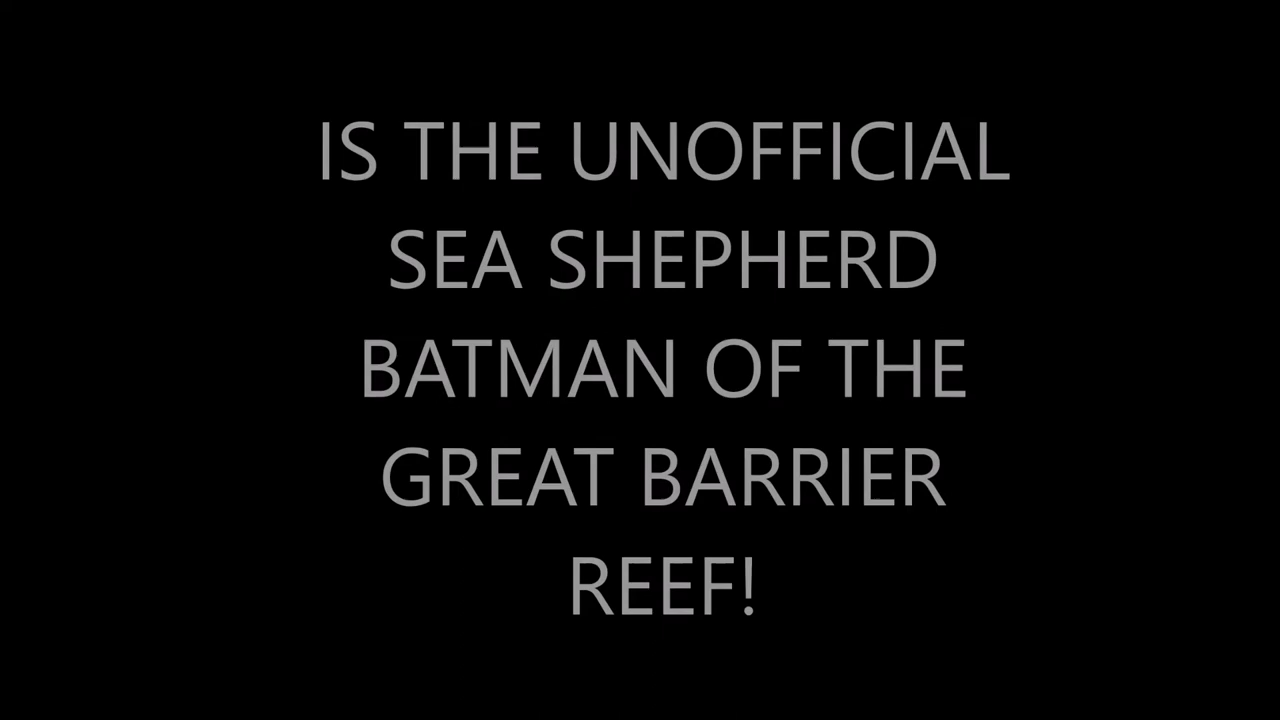 IS THE UNOFFICIAL
SEA SHEPHERD
BATMAN OF THE
GREAT BARRIER
REEF!